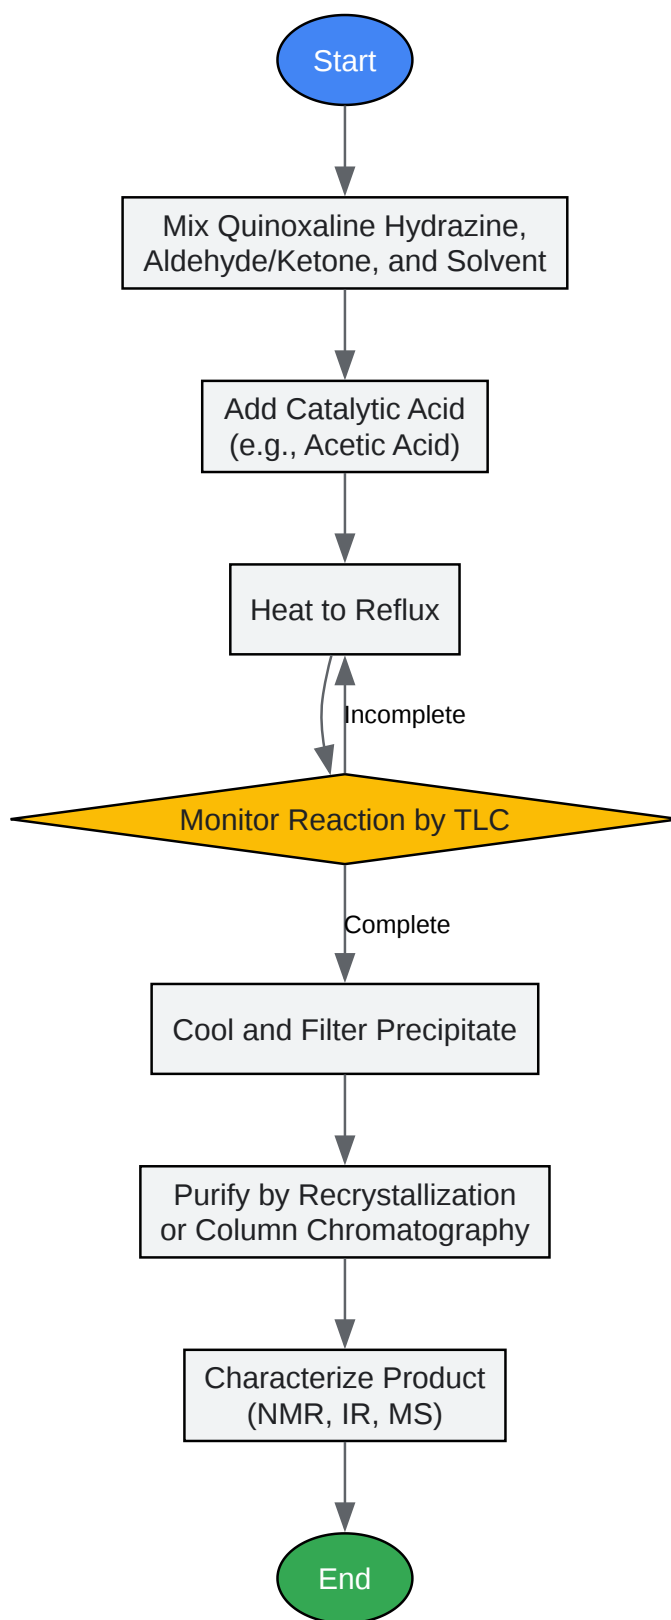 Start
Mix Quinoxaline Hydrazine,
Aldehyde/Ketone, and Solvent
Add Catalytic Acid
(e.g., Acetic Acid)
Heat to Reflux
Incomplete
Monitor Reaction by TLC
Complete
Cool and Filter Precipitate
Purify by Recrystallization
or Column Chromatography
Characterize Product
(NMR, IR, MS)
End